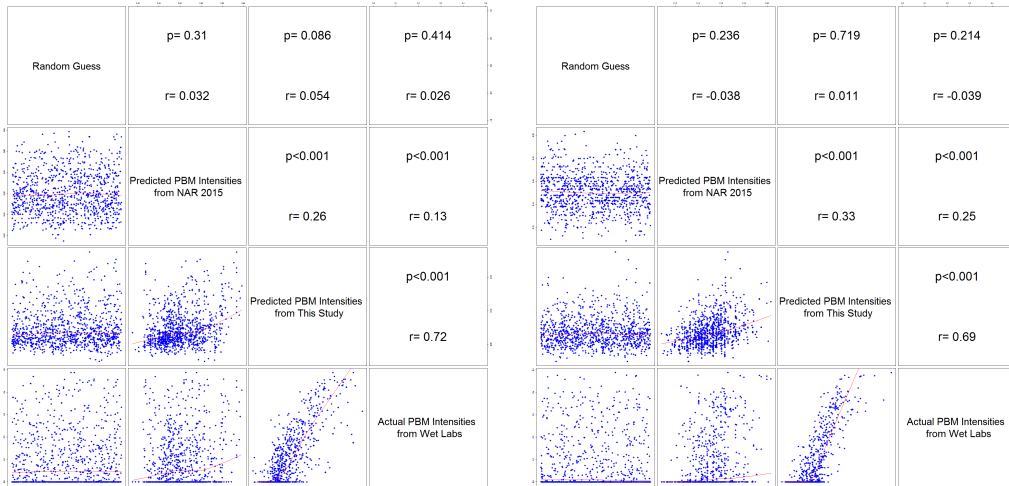 Random Guess
p= 0.31
r= 0.032
p= 0.086
r= 0.054
p= 0.414
r= 0.026
Predicted PBM Intensities
from NAR 2015
p<0.001
r= 0.26
p<0.001
r= 0.13
Predicted PBM Intensities
from This Study
p<0.001
r= 0.72
Actual PBM Intensities
from Wet Labs
Random Guess
p= 0.236
r= -0.038
p= 0.719
r= 0.011
p= 0.214
r= -0.039
Predicted PBM Intensities
from NAR 2015
p<0.001
r= 0.33
p<0.001
r= 0.25
Predicted PBM Intensities
from This Study
p<0.001
r= 0.69
Actual PBM Intensities
from Wet Labs